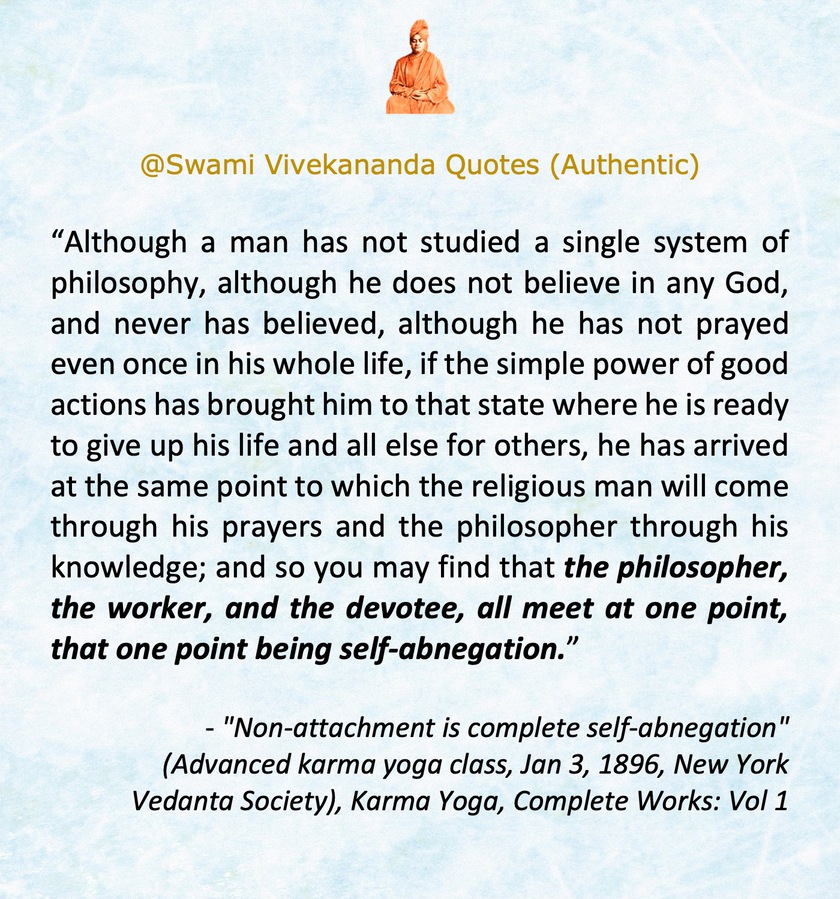 @Swami Vivekananda Quotes (Authentic)
“Although a man has not studied a single system of
philosophy, although he does not believe in any God,
and never has believed, although he has not prayed
even once in his whole life, if the simple power of good
actions has brought him to that state where he is ready
to give up his life and all else for others, he has arrived
at the same point to which the religious man will come
through his prayers and the philosopher through his
knowledge; and so you may find that the philosopher,
the worker, and the devotee, all meet at one point,
that one point being self-abnegation.”
- "Non-attachment is complete self-abnegation"
(Advanced karma yoga class, Jan 3, 1896, New York
Vedanta Society), Karma Yoga, Complete Works: Vol 1